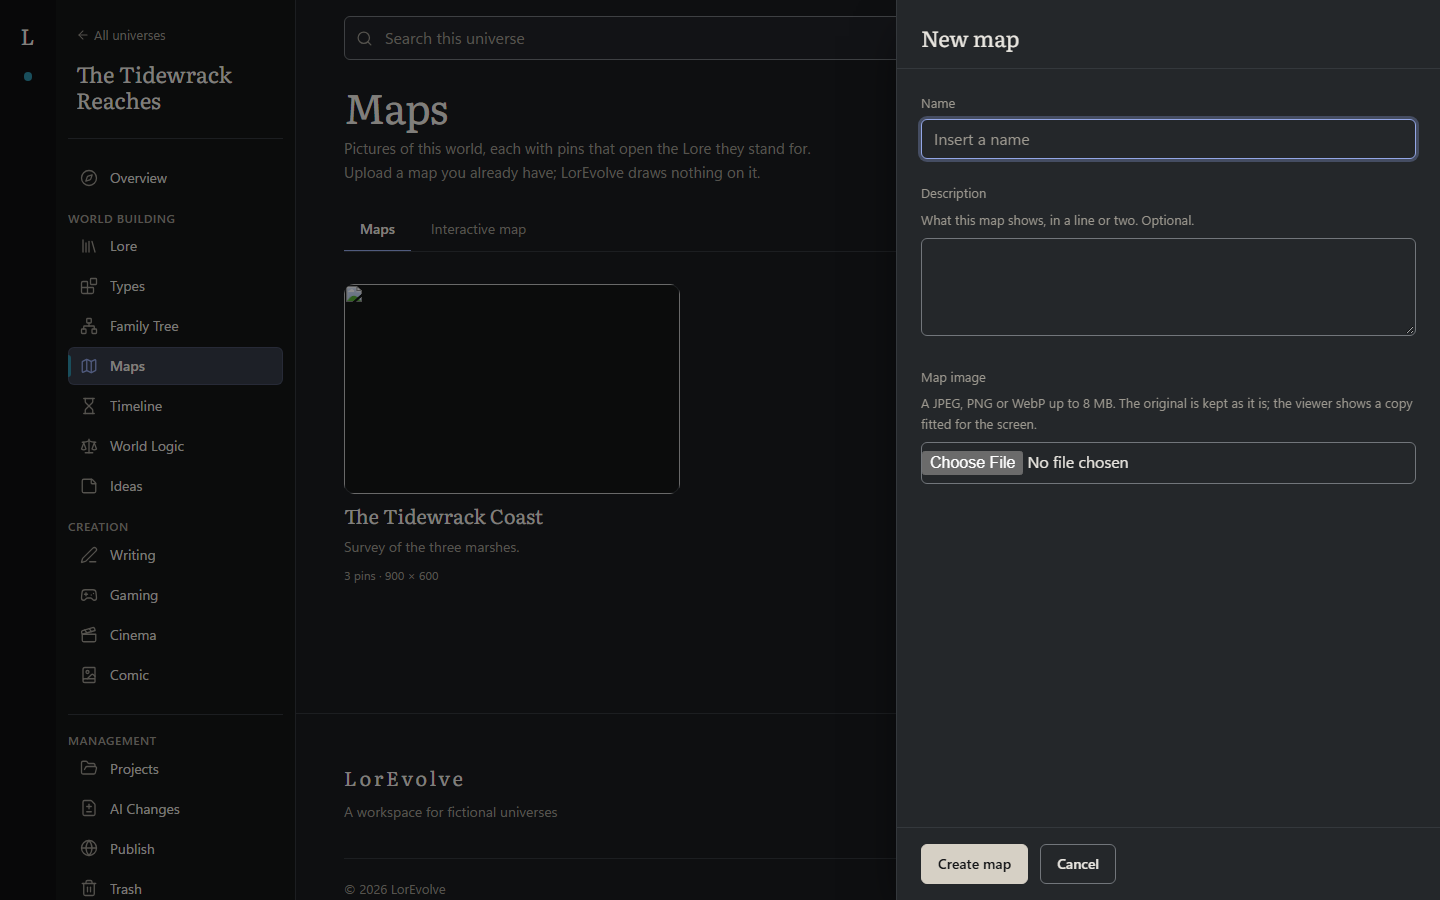 L
All universes
The Tidewrack
Reaches
Overview
WORLD BUILDING
Lore
Types
Family Tree
Maps
Timeline
World Logic
Ideas
CREATION
Writing
Gaming
Cinema
Comic
MANAGEMENT
Projects
AI Changes
Publish
Trash
Search this universe
Maps
Pictures of this world, each with pins that open the Lore they stand for.
Upload a map you already have; LorEvolve draws nothing on it.
Maps
Interactive map
The Tidewrack Coast
Survey of the three marshes.
3 pins · 900 × 600
LorEvolve
A workspace for fictional universes
© 2026 LorEvolve
New map
Name
Insert a name
Description
What this map shows, in a line or two. Optional.
Map image
A JPEG, PNG or WebP up to 8 MB. The original is kept as it is; the viewer shows a copy
fitted for the screen.
Choose File No file chosen
Create map
Cancel